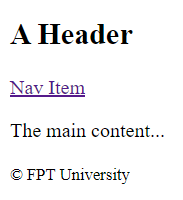 A Header
Nav Item
The main content...
© FPT University